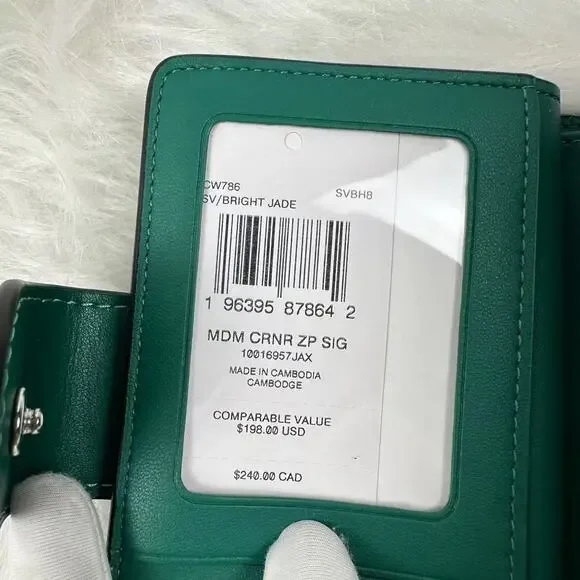 CW786 SVBH8
SV/BRIGHT JADE
1 96395 87864 2
MDM CRNR ZP SIG
10016957JAX
MADE IN CAMBODIA
CAMBODGE
COMPARABLE VALUE
$198.00 USD
$240.00 CAD